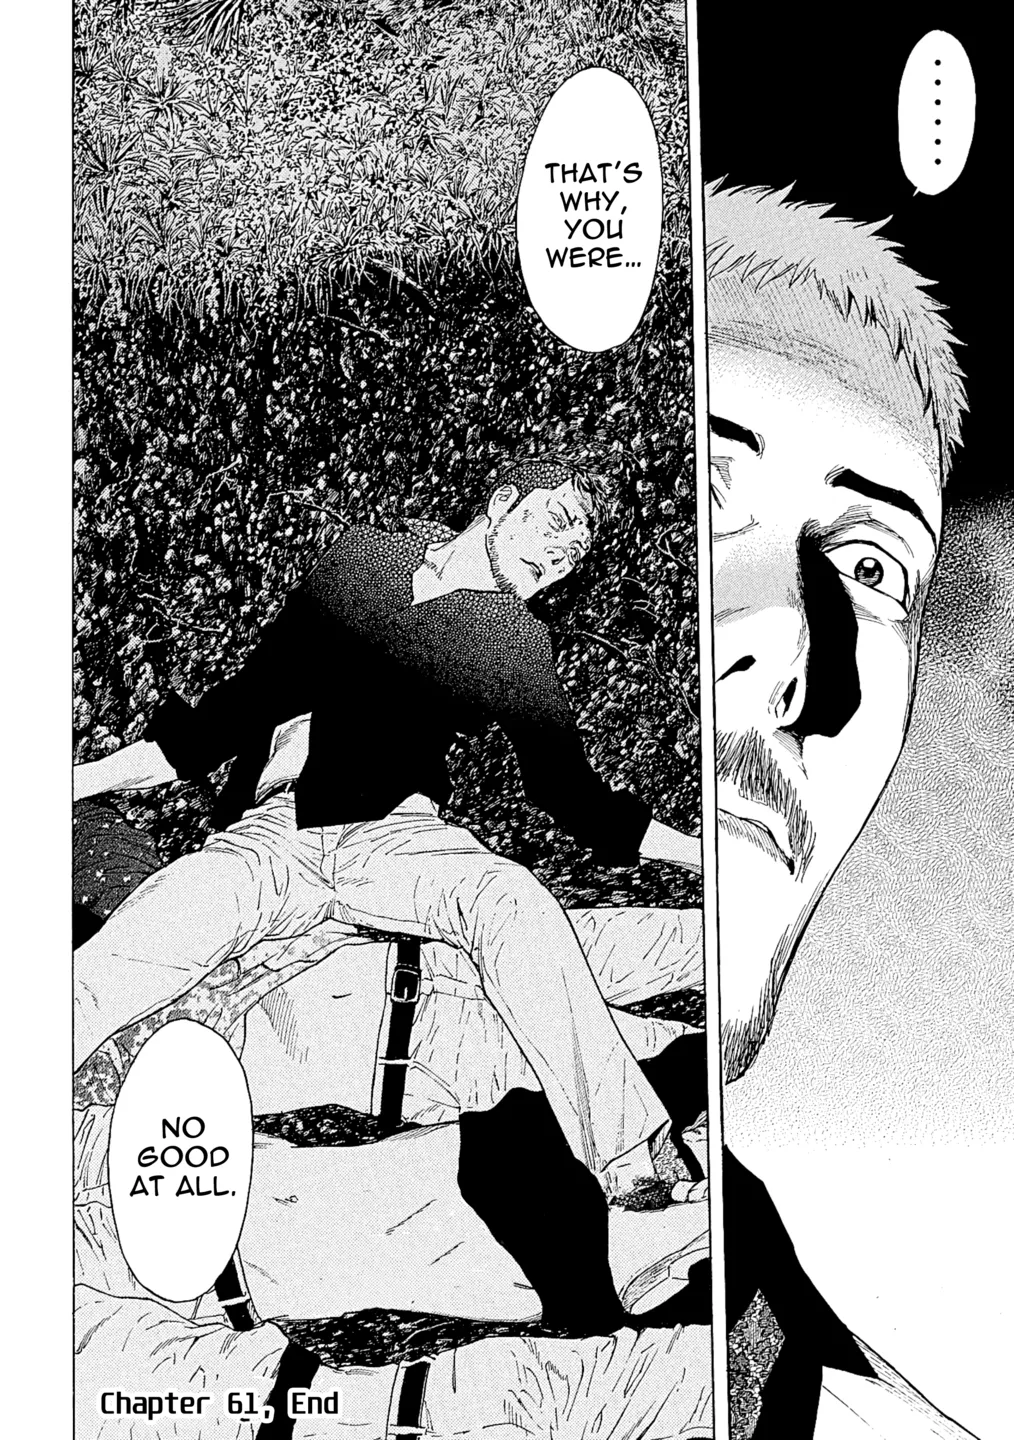 ······
THAT'S
WHY,
YOU
WERE...
NO
GOOD
AT ALL.
Chapter 61, End